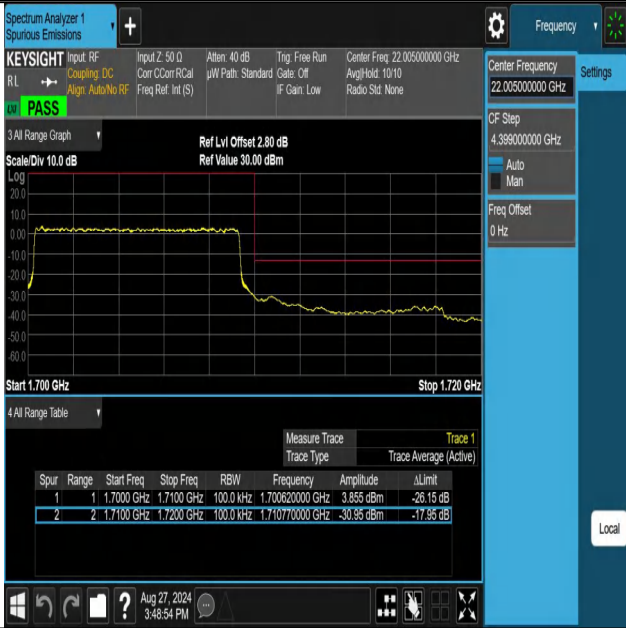 Spectrum Analyzer 1
Spurious Emissions
+
Frequency
KEYSIGHT Input: RF Input Z: 50 Ω Atten: 40 dB Trig: Free Run Center Freq: 22.005000000 GHz
RL Coupling: DC Corr CCorr RCal µW Path: Standard Gate: Off Avg|Hold: 10/10
Align: Auto/No RF Freq Ref: Int (S) IF Gain: Low Radio Std: None
PASS
Center Frequency
22.005000000 GHz
Settings
CF Step
4.399000000 GHz
Auto
Man
Freq Offset
0 Hz
3 All Range Graph
Ref Lvl Offset 2.80 dB
Scale/Div 10.0 dB Ref Value 30.00 dBm
Log
20.0
10.0
0.00
-10.0
-20.0
-30.0
-40.0
-50.0
-60.0
Start 1.700 GHz Stop 1.720 GHz
4 All Range Table
Measure Trace Trace 1
Trace Type Trace Average (Active)
Spur Range Start Freq Stop Freq RBW Frequency Amplitude ΔLimit
1 1 1.7000 GHz 1.7100 GHz 100.0 kHz 1.700620000 GHz 3.855 dBm -26.15 dB
2 2 1.7100 GHz 1.7200 GHz 100.0 kHz 1.710770000 GHz -30.95 dBm -17.95 dB
Local
? Aug 27, 2024
3:48:54 PM